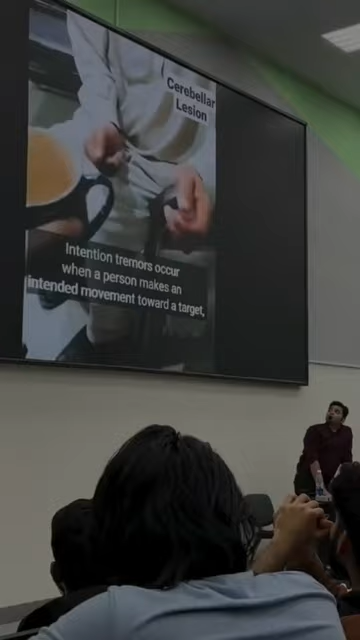 Cerebellar
Lesion
Intention tremors occur
when a person makes an
intended movement toward a target,